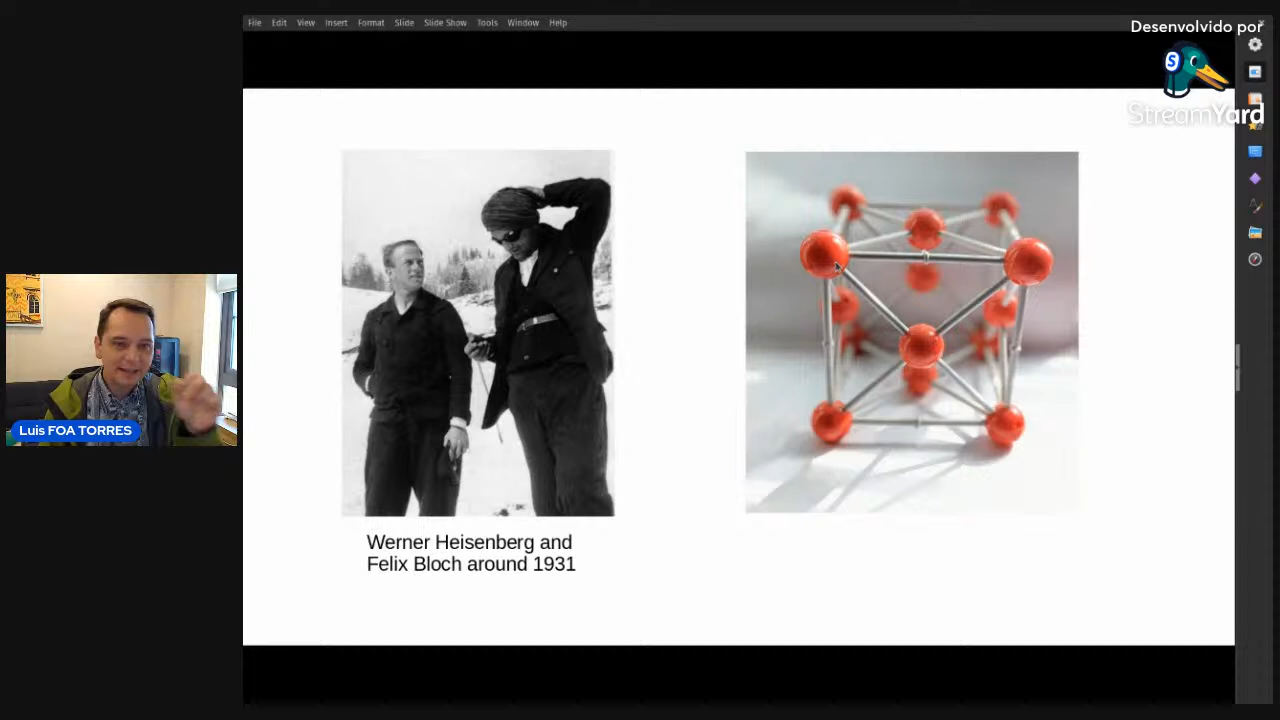 File Edit View Insert Format Slide Slide Show Tools Window Help
Desenvolvido por
S
StreamYard
Luis FOA TORRES
Werner Heisenberg and
Felix Bloch around 1931